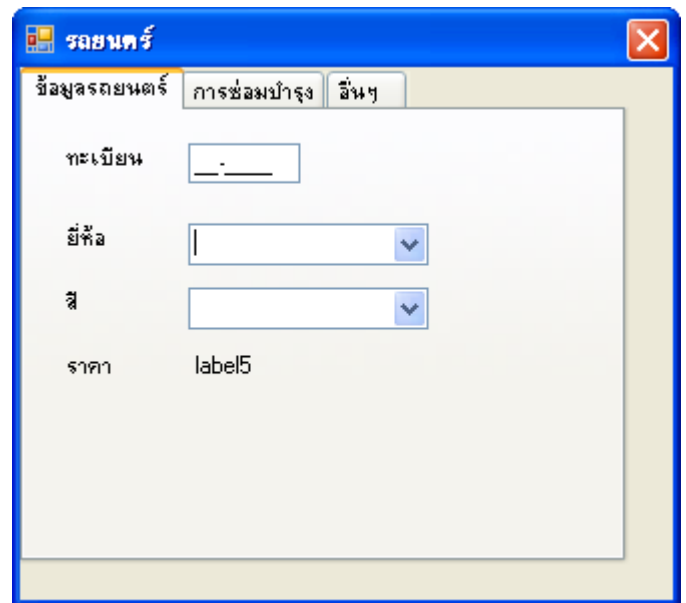 รถยนตร์
ข้อมูลรถยนตร์ การซ่อมบำรุง อื่นๆ
ทะเบียน __-____
ยี่ห้อ
สี
ราคา label5